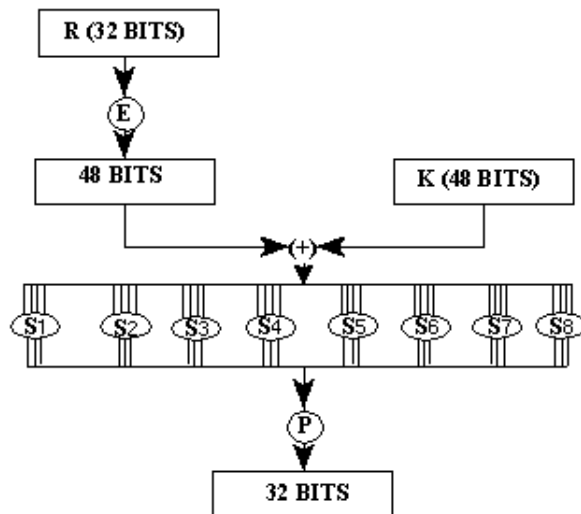 R (32 BITS)
E
48 BITS
K (48 BITS)
(+)
S1 S2 S3 S4 S5 S6 S7 S8
P
32 BITS